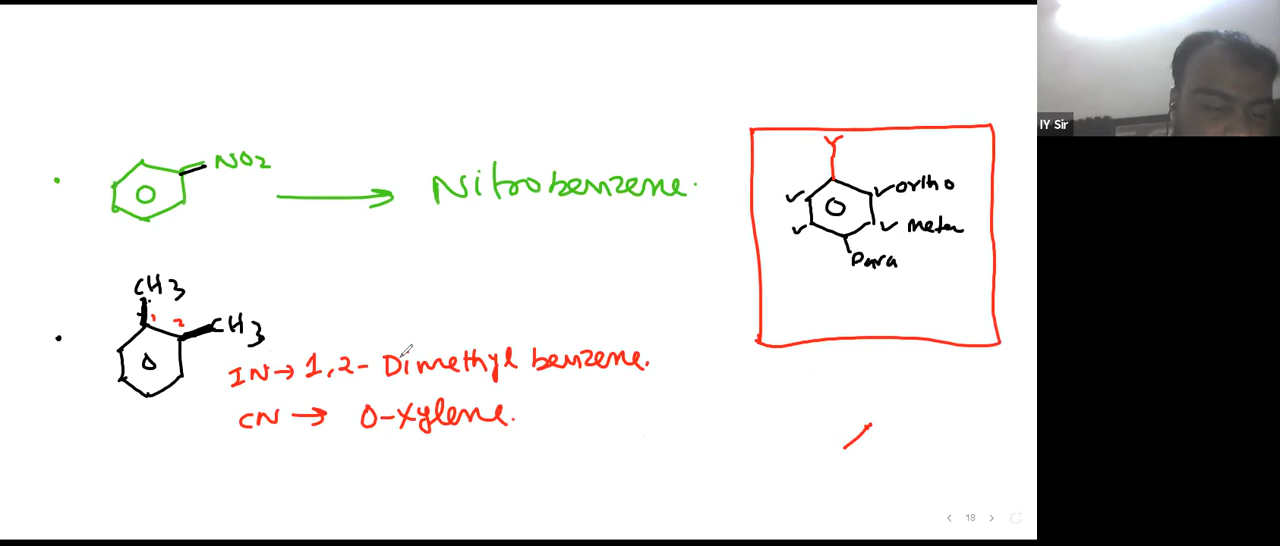 NO2
Nitrobenzene.
Y
ortho
meta
para
CH3
1 2
CH3
IN → 1,2- Dimethyl benzene.
CN → O-xylene.
IY Sir
18